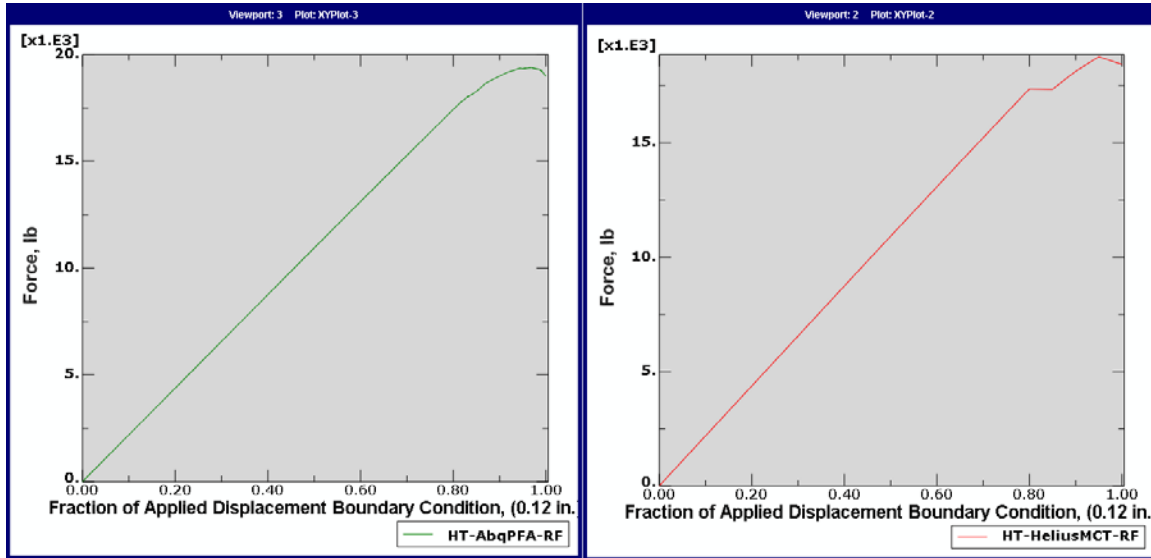 Viewport: 3 Plot: XYPlot-3
[x1.E3]
20.
15.
10.
5.
0.
Force, lb
0.00 0.20 0.40 0.60 0.80 1.00
Fraction of Applied Displacement Boundary Condition, (0.12 in.)
HT-AbqPFA-RF
Viewport: 2 Plot: XYPlot-2
[x1.E3]
15.
10.
5.
0.
Force, lb
0.00 0.20 0.40 0.60 0.80 1.00
Fraction of Applied Displacement Boundary Condition, (0.12 in.
HT-HeliusMCT-RF